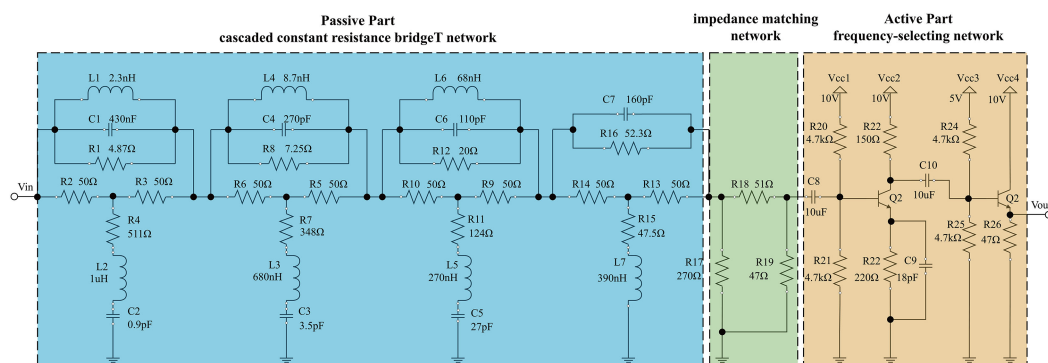 Passive Part
cascaded constant resistance bridgeT network
impedance matching
network
Active Part
frequency-selecting network
L1 2.3nH
C1 430nF
R1 4.87Ω
R2 50Ω
R3 50Ω
R4
511Ω
L2
1uH
C2
0.9pF
Vin
L4 8.7nH
C4 270pF
R8 7.25Ω
R6 50Ω
R5 50Ω
R7
348Ω
L3
680nH
C3
3.5pF
L6 68nH
C6 110pF
R12 20Ω
R10 50Ω
R9 50Ω
R11
124Ω
L5
270nH
C5
27pF
C7 160pF
R16 52.3Ω
R14 50Ω
R13 50Ω
R15
47.5Ω
L7
390nH
R18 51Ω
R17
270Ω
R19
47Ω
Vcc1
10V
Vcc2
10V
Vcc3
5V
Vcc4
10V
R20
4.7kΩ
R22
150Ω
R24
4.7kΩ
C8
10uF
C10
10uF
Q2
Q2
R21
4.7kΩ
R22
220Ω
C9
18pF
R25
4.7kΩ
R26
47Ω
Vou